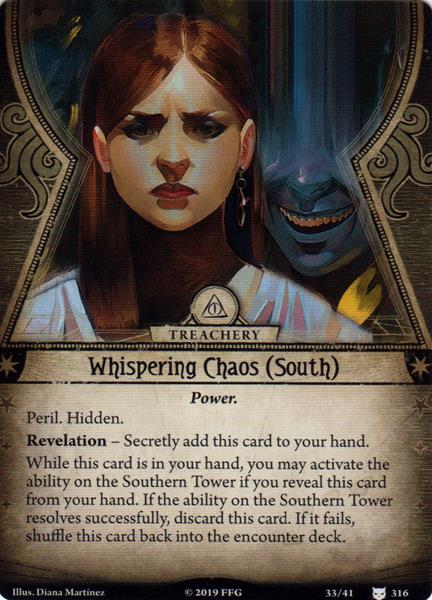 TREACHERY
Whispering Chaos (South)
Power.
Peril. Hidden.
Revelation – Secretly add this card to your hand.
While this card is in your hand, you may activate the
ability on the Southern Tower if you reveal this card
from your hand. If the ability on the Southern Tower
resolves successfully, discard this card. If it fails,
shuffle this card back into the encounter deck.
Illus. Diana Martínez © 2019 FFG 33/41 316